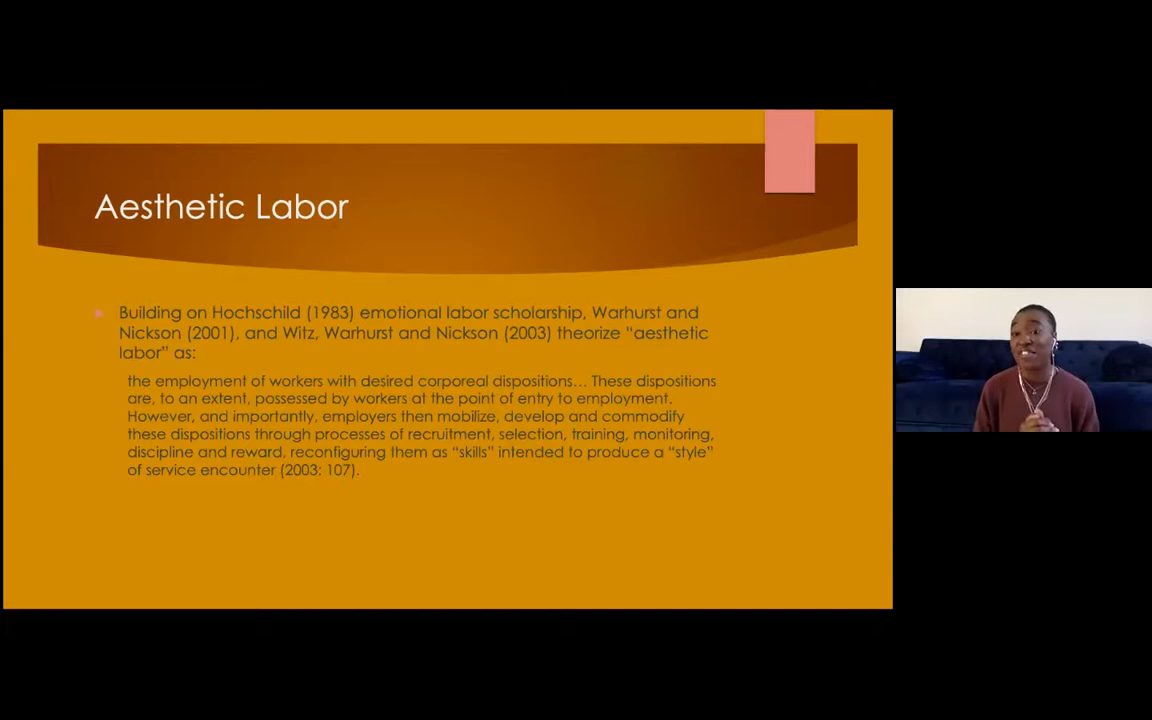 Aesthetic Labor
Building on Hochschild (1983) emotional labor scholarship, Warhurst and
Nickson (2001), and Witz, Warhurst and Nickson (2003) theorize “aesthetic
labor” as:
the employment of workers with desired corporeal dispositions… These dispositions
are, to an extent, possessed by workers at the point of entry to employment.
However, and importantly, employers then mobilize, develop and commodify
these dispositions through processes of recruitment, selection, training, monitoring,
discipline and reward, reconfiguring them as “skills” intended to produce a “style”
of service encounter (2003: 107).